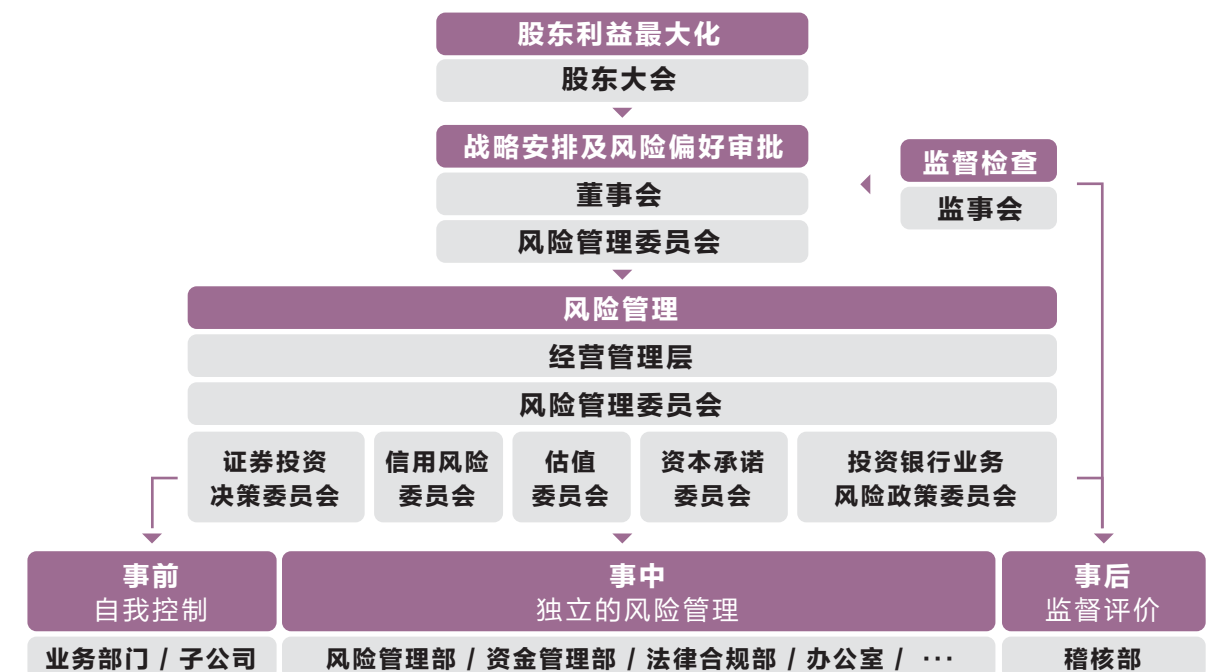 股东利益最大化
股东大会
战略安排及风险偏好审批
董事会
风险管理委员会
监督检查
监事会
风险管理
经营管理层
风险管理委员会
证券投资
决策委员会
信用风险
委员会
估值
委员会
资本承诺
委员会
投资银行业务
风险政策委员会
事前
自我控制
事中
独立的风险管理
事后
监督评价
业务部门 / 子公司
风险管理部 / 资金管理部 / 法律合规部 / 办公室 / ···
稽核部